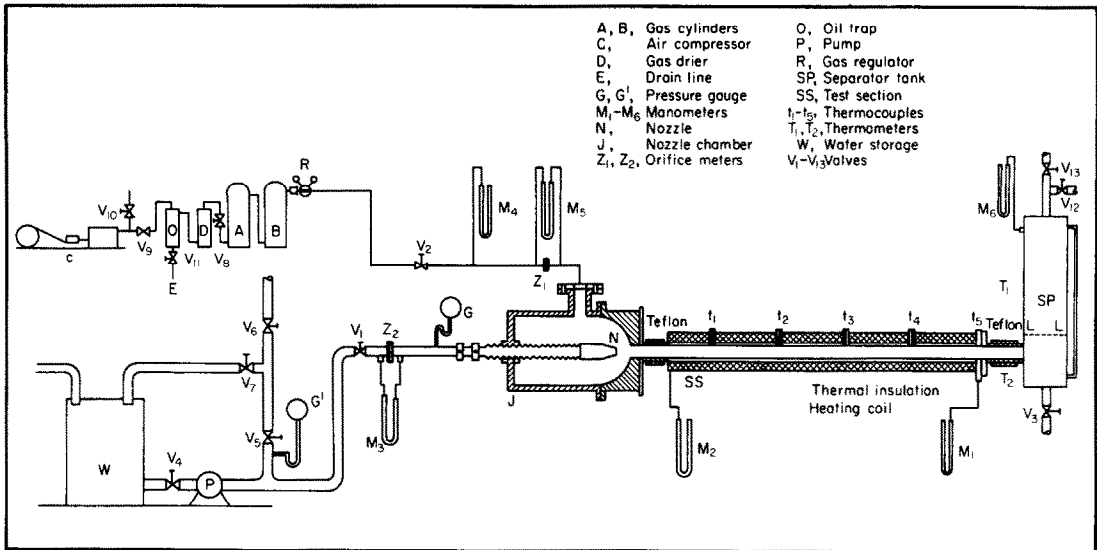 A, B, Gas cylinders
C, Air compressor
D, Gas drier
E, Drain line
G, G', Pressure gauge
M₁-M₆ Manometers
N, Nozzle
J, Nozzle chamber
Z₁, Z₂, Orifice meters
O, Oil trap
P, Pump
R, Gas regulator
SP, Separator tank
SS, Test section
t₁-t₅, Thermocouples
T₁, T₂, Thermometers
W, Water storage
V₁-V₁₃ Valves
R
V₁₀
V₉
O
D
A
B
C
V₁₁
V₈
E
M₄
M₅
V₂
Z₁
M₆
V₁₃
V₁₂
T₁
SP
L L
V₆
V₇
V₁
Z₂
G
N
Teflon
t₁
t₂
t₃
t₄
t₅
Teflon
T₂
J
SS
Thermal insulation
Heating coil
V₃
G'
V₅
M₃
M₂
M₁
W
V₄
P